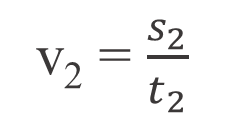 v₂ = s₂/t₂